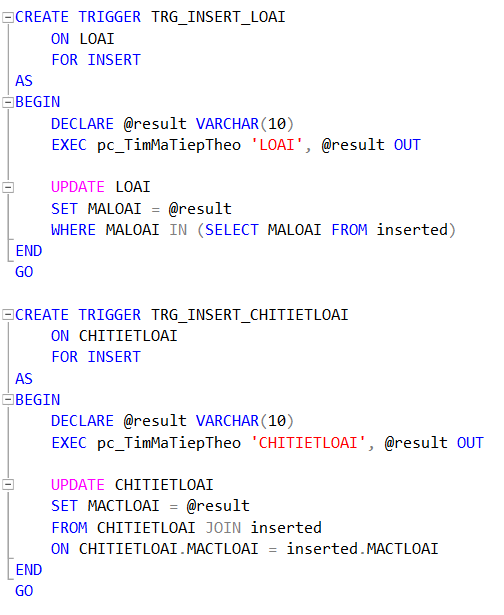 CREATE TRIGGER TRG_INSERT_LOAI
    ON LOAI
    FOR INSERT
AS
BEGIN
    DECLARE @result VARCHAR(10)
    EXEC pc_TimMaTiepTheo 'LOAI', @result OUT

    UPDATE LOAI
    SET MALOAI = @result
    WHERE MALOAI IN (SELECT MALOAI FROM inserted)
END
GO

CREATE TRIGGER TRG_INSERT_CHITIETLOAI
    ON CHITIETLOAI
    FOR INSERT
AS
BEGIN
    DECLARE @result VARCHAR(10)
    EXEC pc_TimMaTiepTheo 'CHITIETLOAI', @result OUT

    UPDATE CHITIETLOAI
    SET MACTLOAI = @result
    FROM CHITIETLOAI JOIN inserted
    ON CHITIETLOAI.MACTLOAI = inserted.MACTLOAI
END
GO